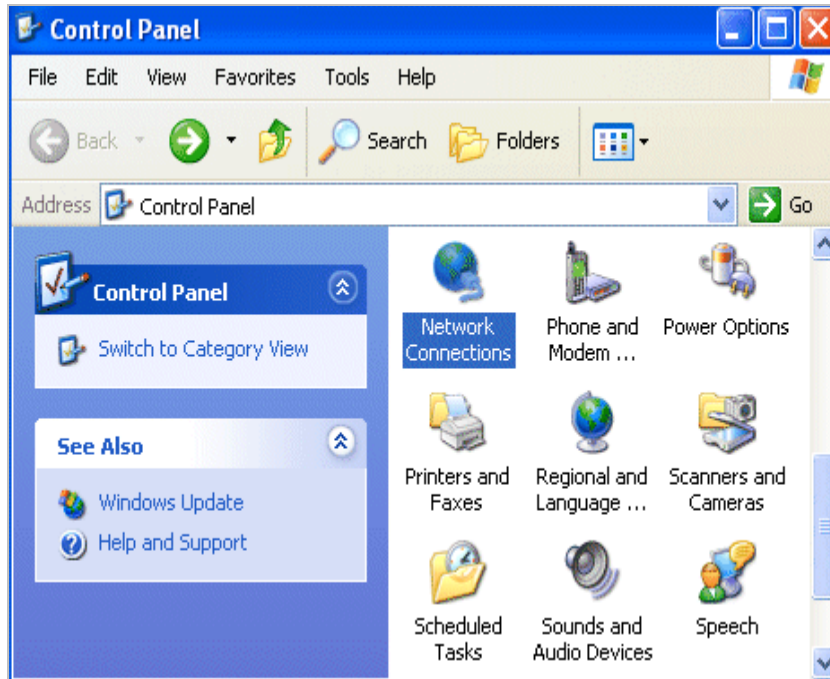 Control Panel
File Edit View Favorites Tools Help
Back Search Folders
Address Control Panel Go
Control Panel
Switch to Category View
See Also
Windows Update
Help and Support
Network
Connections
Phone and
Modem ...
Power Options
Printers and
Faxes
Regional and
Language ...
Scanners and
Cameras
Scheduled
Tasks
Sounds and
Audio Devices
Speech